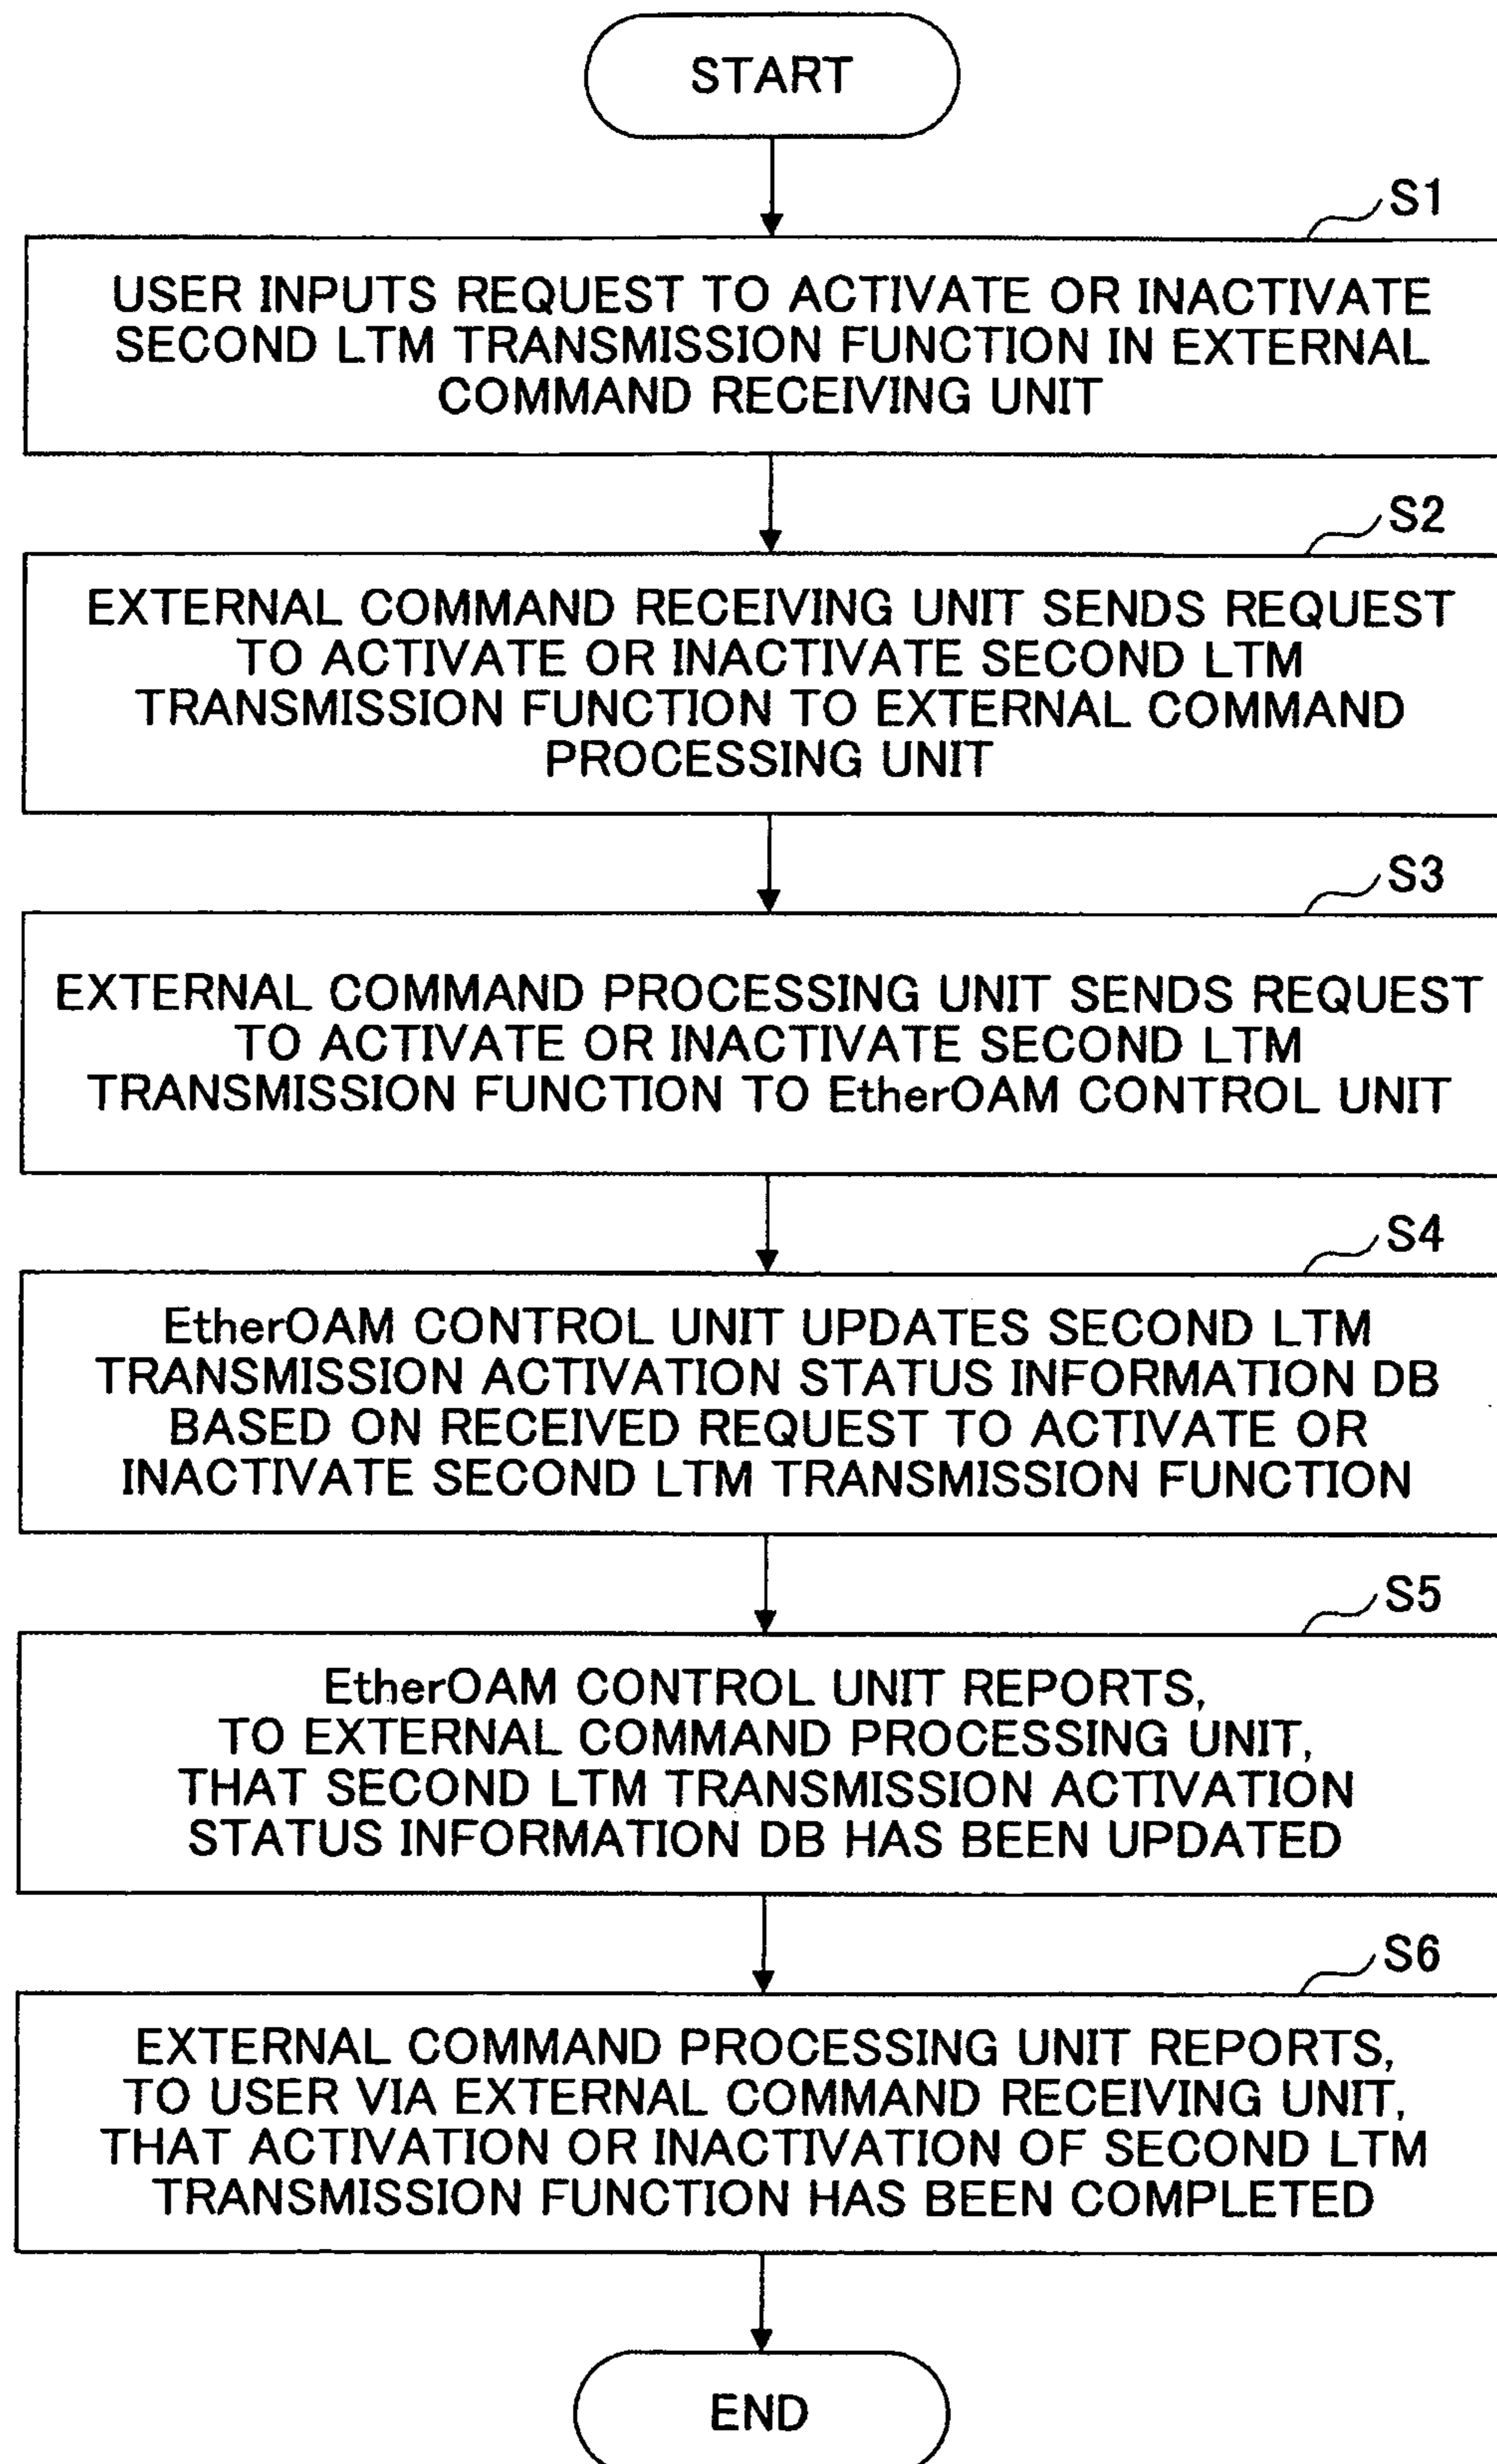 START
S1
USER INPUTS REQUEST TO ACTIVATE OR INACTIVATE
SECOND LTM TRANSMISSION FUNCTION IN EXTERNAL
COMMAND RECEIVING UNIT
S2
EXTERNAL COMMAND RECEIVING UNIT SENDS REQUEST
TO ACTIVATE OR INACTIVATE SECOND LTM
TRANSMISSION FUNCTION TO EXTERNAL COMMAND
PROCESSING UNIT
S3
EXTERNAL COMMAND PROCESSING UNIT SENDS REQUEST
TO ACTIVATE OR INACTIVATE SECOND LTM
TRANSMISSION FUNCTION TO EtherOAM CONTROL UNIT
S4
EtherOAM CONTROL UNIT UPDATES SECOND LTM
TRANSMISSION ACTIVATION STATUS INFORMATION DB
BASED ON RECEIVED REQUEST TO ACTIVATE OR
INACTIVATE SECOND LTM TRANSMISSION FUNCTION
S5
EtherOAM CONTROL UNIT REPORTS,
TO EXTERNAL COMMAND PROCESSING UNIT,
THAT SECOND LTM TRANSMISSION ACTIVATION
STATUS INFORMATION DB HAS BEEN UPDATED
S6
EXTERNAL COMMAND PROCESSING UNIT REPORTS,
TO USER VIA EXTERNAL COMMAND RECEIVING UNIT,
THAT ACTIVATION OR INACTIVATION OF SECOND LTM
TRANSMISSION FUNCTION HAS BEEN COMPLETED
END